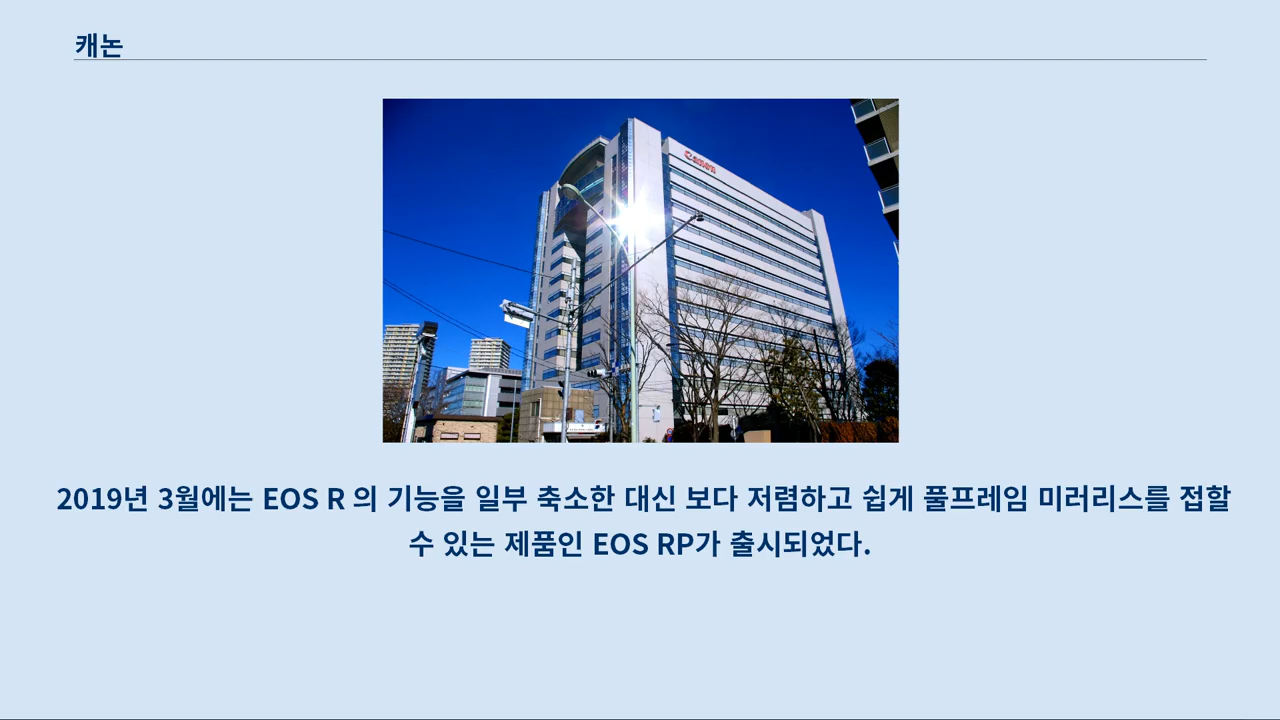 캐논
Canon
2019년 3월에는 EOS R 의 기능을 일부 축소한 대신 보다 저렴하고 쉽게 풀프레임 미러리스를 접할
수 있는 제품인 EOS RP가 출시되었다.